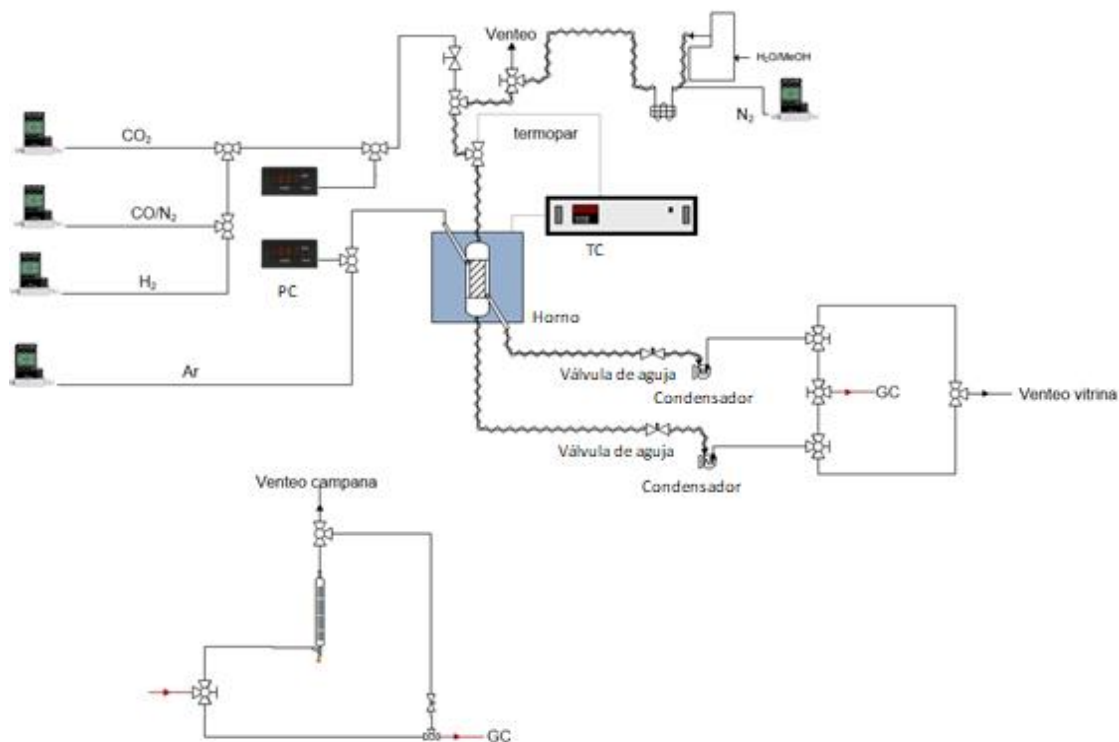 Venteo
H₂O/MeOH
CO₂
N₂
termopar
CO/N₂
TC
H₂
PC
Horno
Ar
Válvula de aguja
Condensador
GC
Venteo vitrina
Válvula de aguja
Condensador
Venteo campana
GC